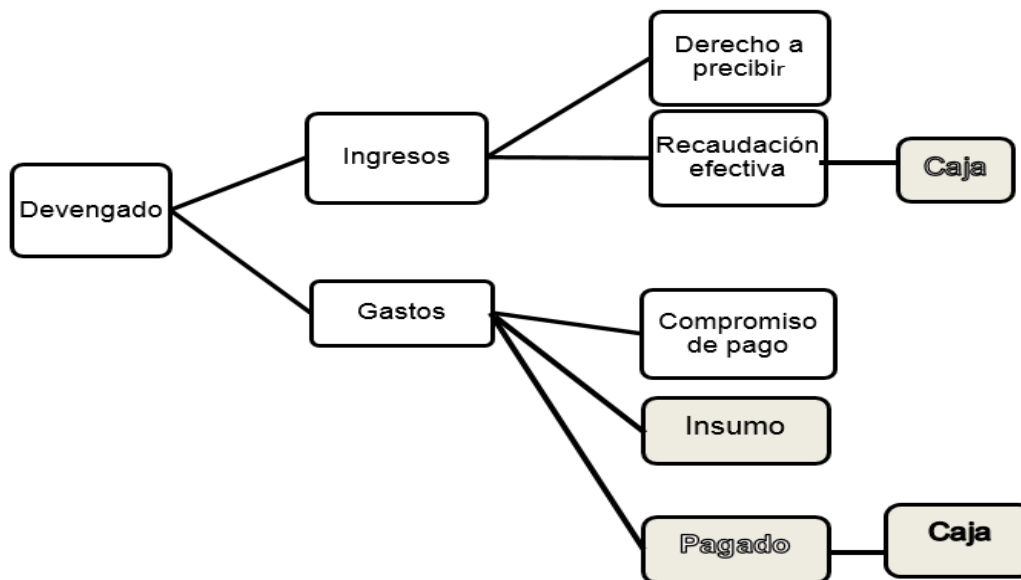 Derecho a
precibir
Ingresos
Recaudación
efectiva
Caja
Devengado
Gastos
Compromiso
de pago
Insumo
Pagado
Caja